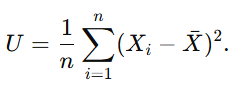 U = \frac{1}{n} \sum_{i=1}^{n} (X_i - \bar{X})^2.